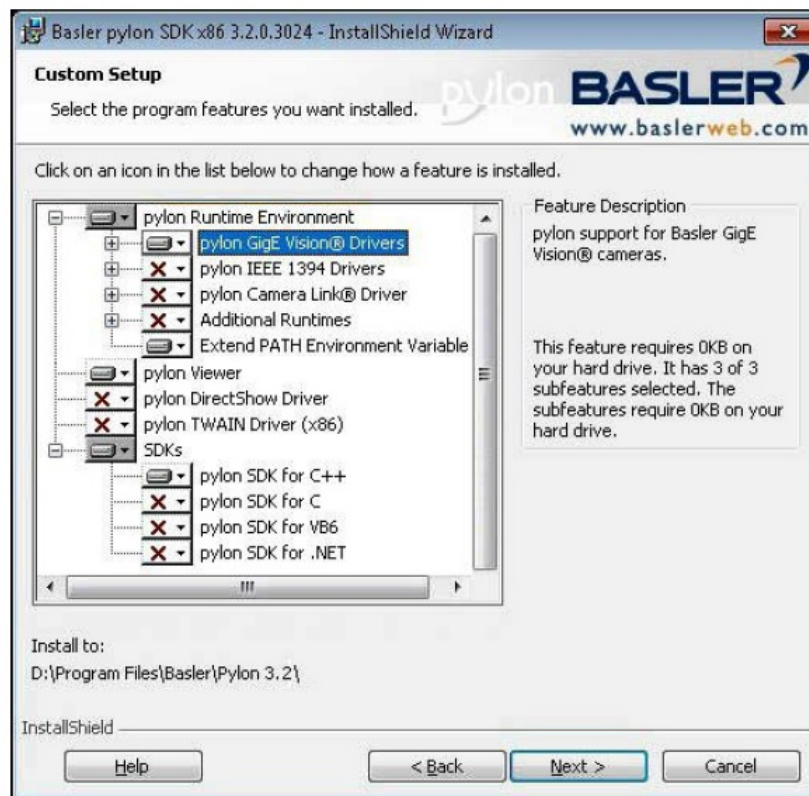 Basler pylon SDK x86 3.2.0.3024 - InstallShield Wizard
Custom Setup
Select the program features you want installed.
pylon BASLER
www.baslerweb.com
Click on an icon in the list below to change how a feature is installed.
pylon Runtime Environment
pylon GigE Vision® Drivers
pylon IEEE 1394 Drivers
pylon Camera Link® Driver
Additional Runtimes
Extend PATH Environment Variable
pylon Viewer
pylon DirectShow Driver
pylon TWAIN Driver (x86)
SDKs
pylon SDK for C++
pylon SDK for C
pylon SDK for VB6
pylon SDK for .NET
Feature Description
pylon support for Basler GigE
Vision® cameras.
This feature requires 0KB on
your hard drive. It has 3 of 3
subfeatures selected. The
subfeatures require 0KB on your
hard drive.
Install to:
D:\Program Files\Basler\Pylon 3.2\
InstallShield
Help
< Back
Next >
Cancel